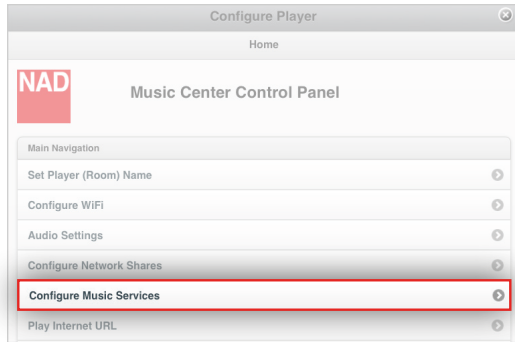 Configure Player
Home
NAD
Music Center Control Panel
Main Navigation
Set Player (Room) Name
Configure WiFi
Audio Settings
Configure Network Shares
Configure Music Services
Play Internet URL